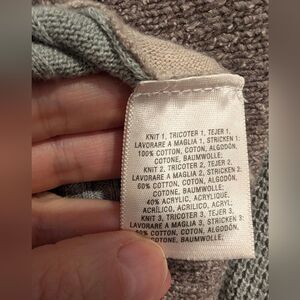 KNIT 1, TRICOTER 1, TEJER 1,
LAVORARE A MAGLIA 1, STRICKEN 1:
100% COTTON, COTON, ALGODÓN,
COTONE, BAUMWOLLE;
KNIT 2, TRICOTER 2, TEJER 2,
LAVORARE A MAGLIA 2, STRICKEN 2:
60% COTTON, COTON, ALGODÓN,
COTONE, BAUMWOLLE;
40% ACRYLIC, ACRYLIQUE,
ACRÍLICO, ACRILICO, ACRYL;
KNIT 3, TRICOTER 3, TEJER 3,
LAVORARE A MAGLIA 3, STRICKEN 3:
COTTON, COTON, ALGODÓN,
COTONE, BAUMWOLLE;